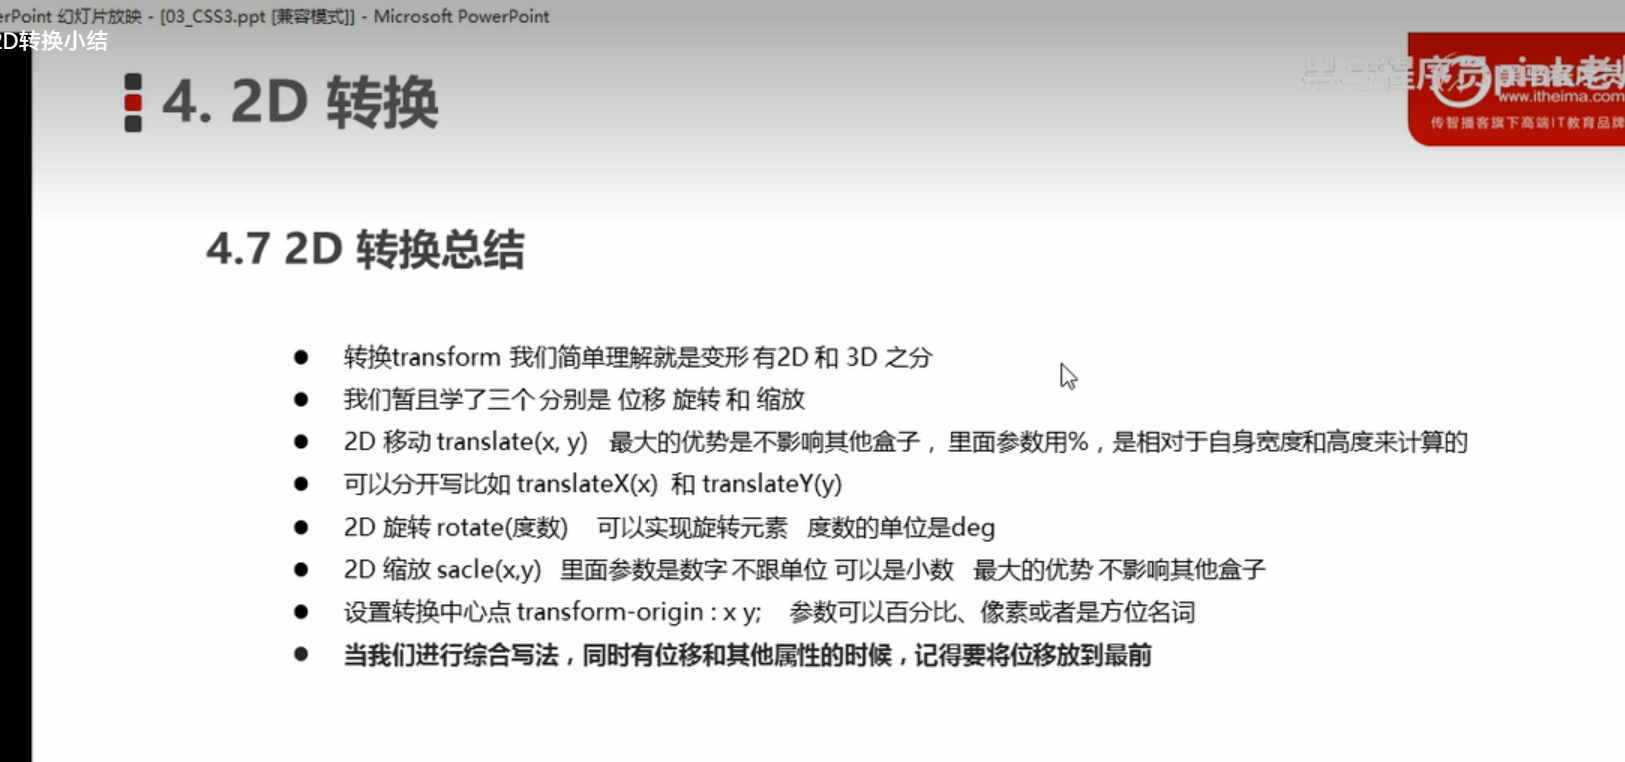 erPoint 幻灯片放映 - [03_CSS3.ppt [兼容模式]] - Microsoft PowerPoint
2D转换小结
4. 2D 转换
黑马程序员pink老师
www.itheima.com
传智播客旗下高端IT教育品牌
4.7 2D 转换总结
● 转换transform 我们简单理解就是变形 有2D 和 3D 之分
● 我们暂且学了三个 分别是 位移 旋转 和 缩放
● 2D 移动 translate(x, y) 最大的优势是不影响其他盒子，里面参数用%，是相对于自身宽度和高度来计算的
● 可以分开写比如 translateX(x) 和 translateY(y)
● 2D 旋转 rotate(度数) 可以实现旋转元素 度数的单位是deg
● 2D 缩放 sacle(x,y) 里面参数是数字 不跟单位 可以是小数 最大的优势 不影响其他盒子
● 设置转换中心点 transform-origin : x y; 参数可以百分比、像素或者是方位名词
● 当我们进行综合写法，同时有位移和其他属性的时候，记得要将位移放到最前